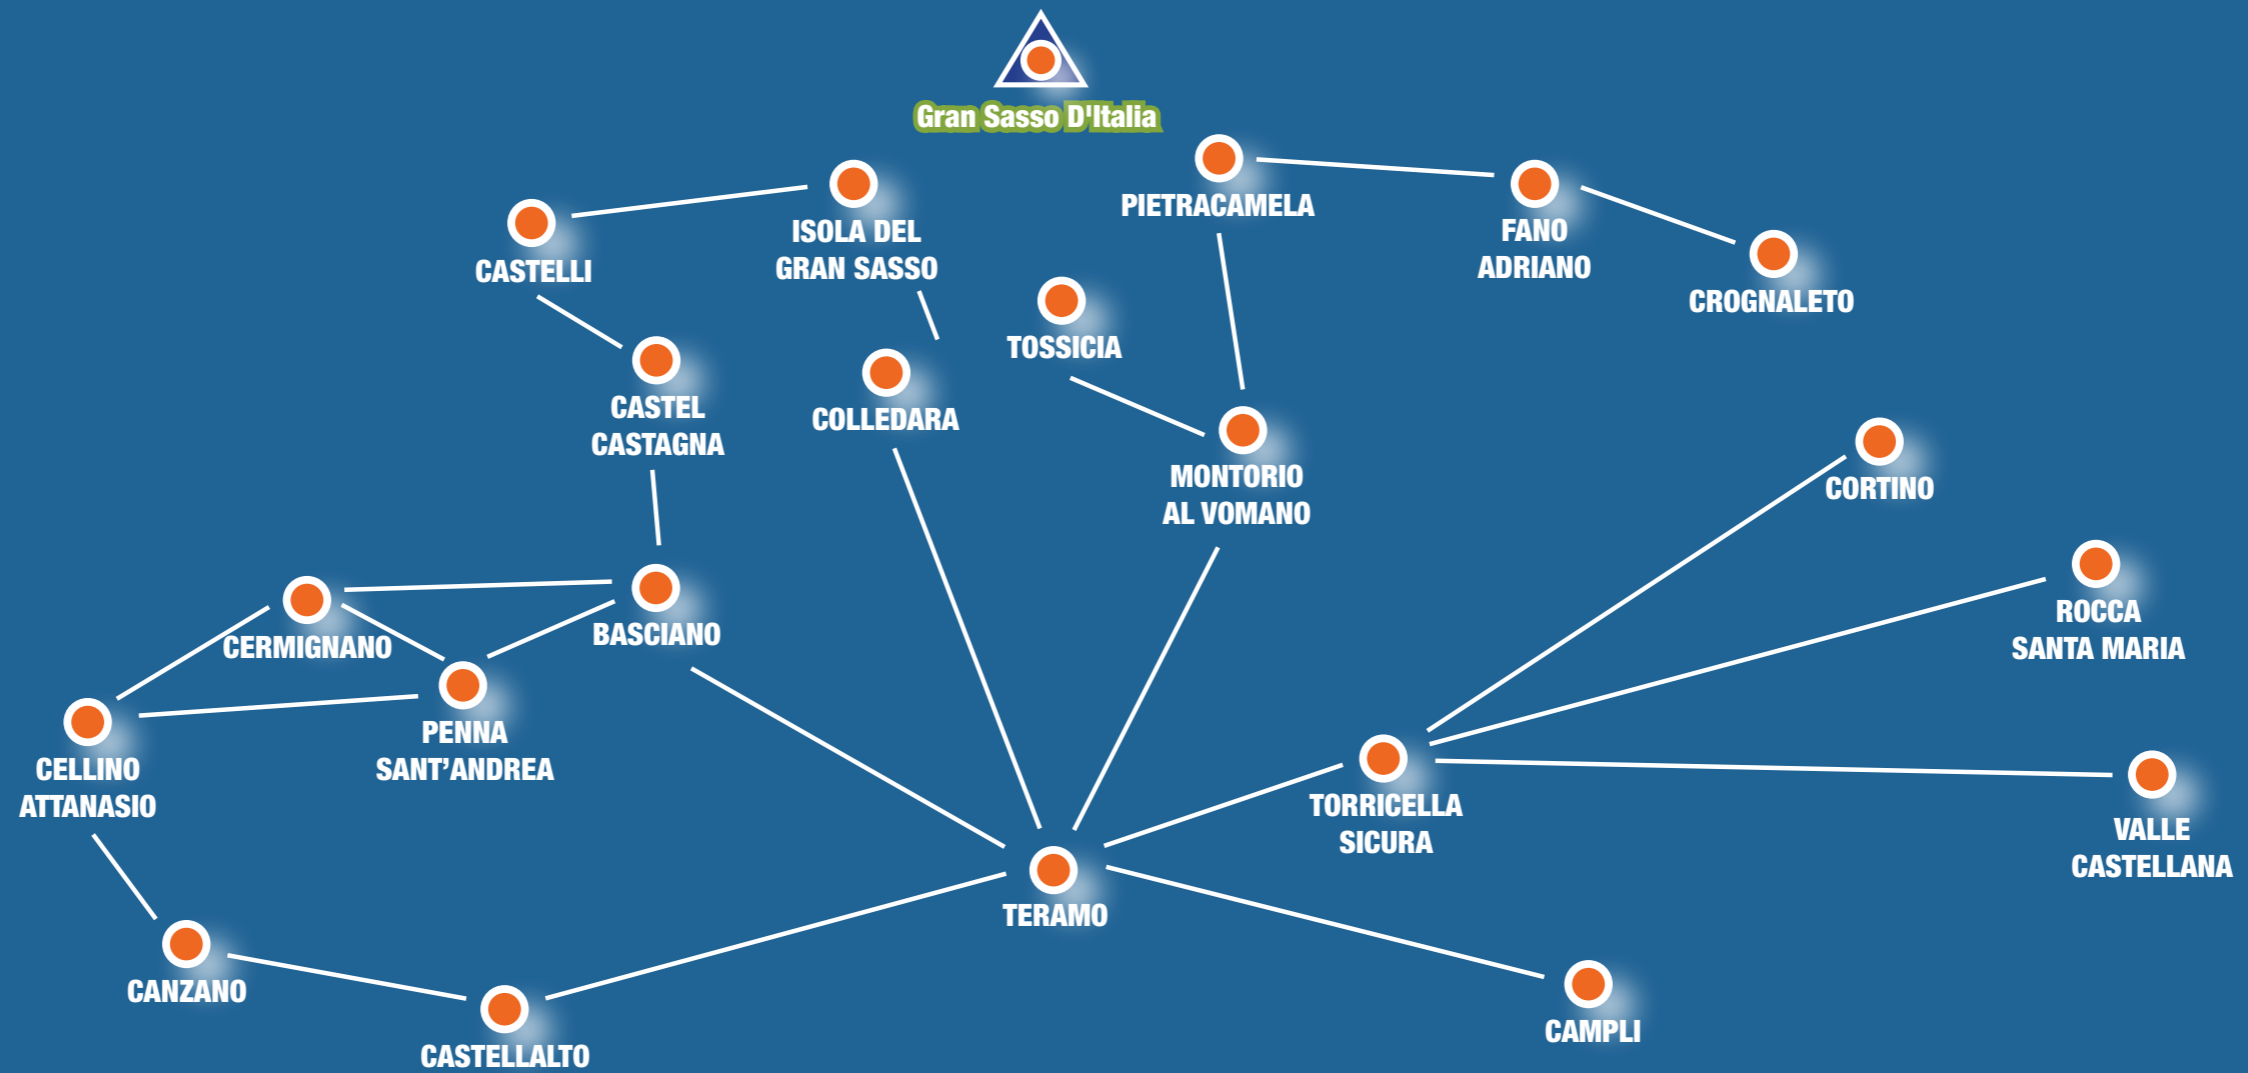 Gran Sasso D'Italia
PIETRACAMELA
ISOLA DEL
GRAN SASSO
FANO
ADRIANO
CASTELLI
CROGNALETO
TOSSICIA
CASTEL
CASTAGNA
COLLEDARA
MONTORIO
AL VOMANO
CORTINO
ROCCA
SANTA MARIA
BASCIANO
CERMIGNANO
PENNA
SANT’ANDREA
CELLINO
ATTANASIO
TORRICELLA
SICURA
VALLE
CASTELLANA
TERAMO
CANZANO
CAMPLI
CASTELLALTO